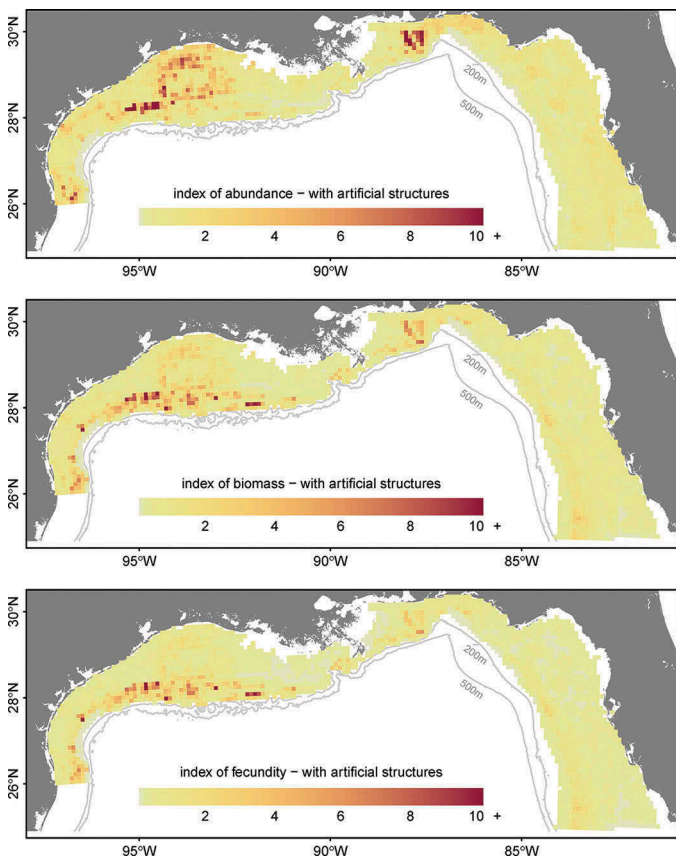 30°N
28°N
26°N
200m
500m
index of abundance – with artificial structures
2 4 6 8 10 +
95°W 90°W 85°W
30°N
28°N
26°N
200m
500m
index of biomass – with artificial structures
2 4 6 8 10 +
95°W 90°W 85°W
30°N
28°N
26°N
200m
500m
index of fecundity – with artificial structures
2 4 6 8 10 +
95°W 90°W 85°W